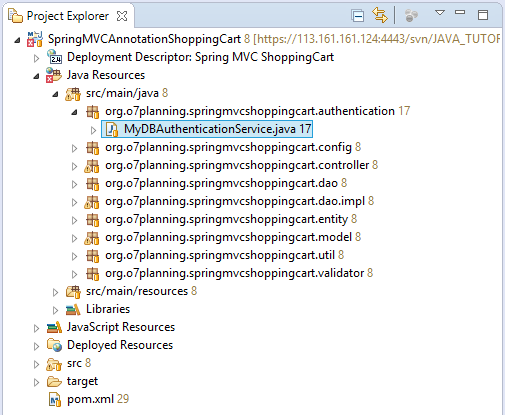 Project Explorer
SpringMVCAnnotationShoppingCart 8 [https://113.161.161.124:4443/svn/JAVA_TUTOR
Deployment Descriptor: Spring MVC ShoppingCart
Java Resources
src/main/java 8
org.o7planning.springmvcshoppingcart.authentication 17
MyDBAuthenticationService.java 17
org.o7planning.springmvcshoppingcart.config 8
org.o7planning.springmvcshoppingcart.controller 8
org.o7planning.springmvcshoppingcart.dao 8
org.o7planning.springmvcshoppingcart.dao.impl 8
org.o7planning.springmvcshoppingcart.entity 8
org.o7planning.springmvcshoppingcart.model 8
org.o7planning.springmvcshoppingcart.util 8
org.o7planning.springmvcshoppingcart.validator 8
src/main/resources 8
Libraries
JavaScript Resources
Deployed Resources
src 8
target
pom.xml 29